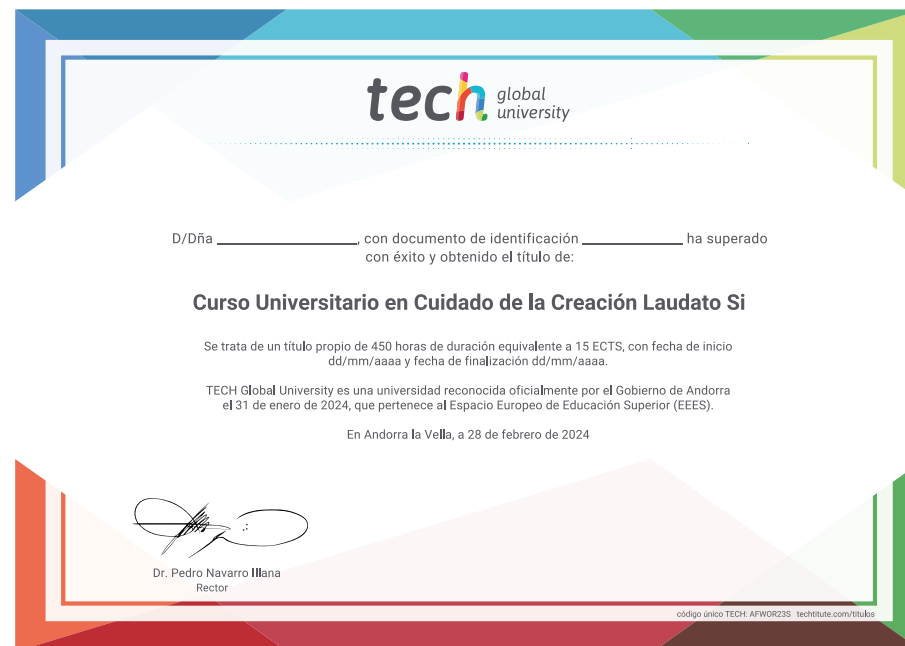 tech global university
D/Dña ____________, con documento de identificación ____________ ha superado
con éxito y obtenido el título de:
Curso Universitario en Cuidado de la Creación Laudato Si
Se trata de un título propio de 450 horas de duración equivalente a 15 ECTS, con fecha de inicio
dd/mm/aaaa y fecha de finalización dd/mm/aaaa.
TECH Global University es una universidad reconocida oficialmente por el Gobierno de Andorra
el 31 de enero de 2024, que pertenece al Espacio Europeo de Educación Superior (EEES).
En Andorra la Vella, a 28 de febrero de 2024
Dr. Pedro Navarro Illana
Rector
código único TECH: AFWOR23S techtitute.com/titulos